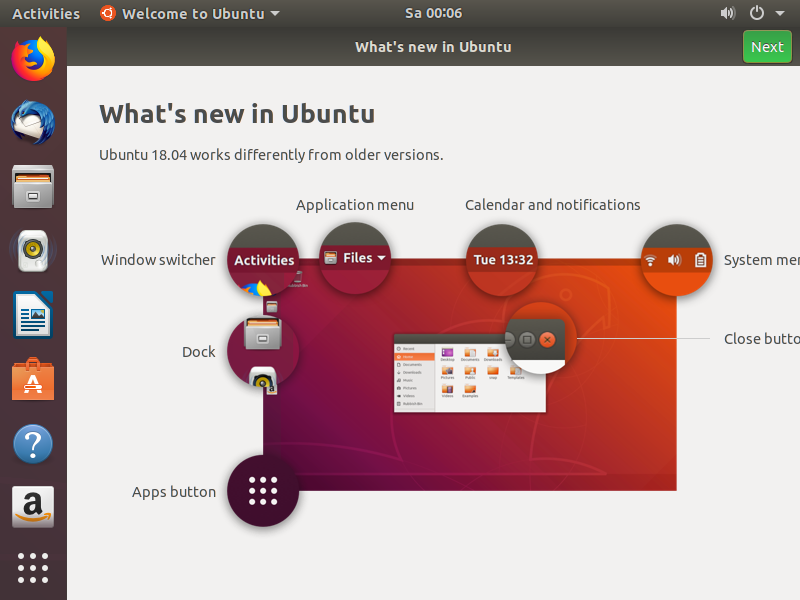 Activities Welcome to Ubuntu Sa 00:06
What's new in Ubuntu Next
What's new in Ubuntu
Ubuntu 18.04 works differently from older versions.
Application menu Calendar and notifications
Window switcher Activities Files Tue 13:32 System men
Dock Close butto
Apps button